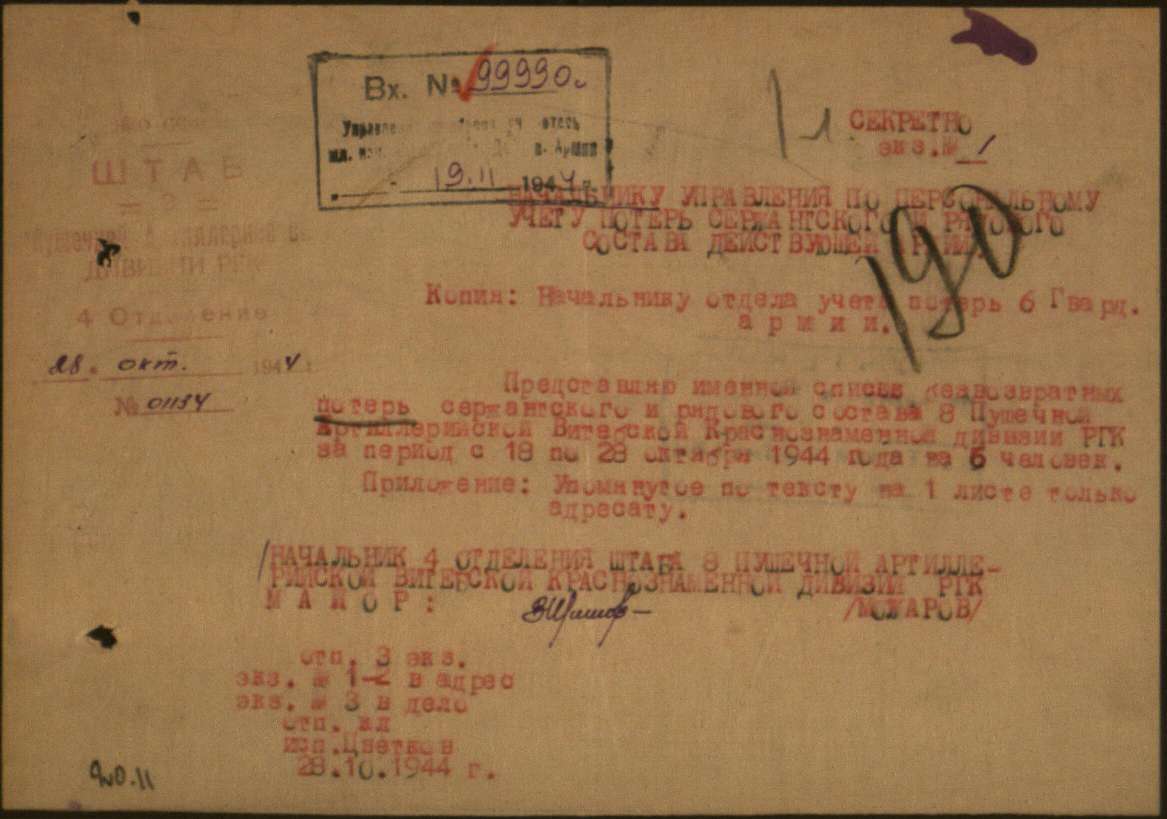 Вх. № 99990
19.11 1944 г.
СЕКРЕТНО
экз.№ 1
ШТАБ
4 Отделение
28. окт. 1944 г
№ 01134
190
НАЧАЛЬНИКУ УПРАВЛЕНИЯ ПО ПЕРСОНАЛЬНОМУ
УЧЕТУ ПОТЕРЬ СЕРЖАНТСКОГО И РЯДОВОГО
СОСТАВА ДЕЙСТВУЮЩЕЙ АРМИИ.
Копия: Начальнику отдела учета потерь 6 Гвард.
армии.
Представляю именной список безвозвратных
потерь сержантского и рядового состава 8 Пушечной
Артиллерийской Витебской Краснознаменной дивизии РГК
за период с 18 по 28 октября 1944 года на 6 человек.
Приложение: Упомянутое по тексту на 1 листе только
адресату.
НАЧАЛЬНИК 4 ОТДЕЛЕНИЯ ШТАБА 8 ПУШЕЧНОЙ АРТИЛЛЕ-
РИЙСКОЙ ВИТЕБСКОЙ КРАСНОЗНАМЕННОЙ ДИВИЗИИ РГК
МАЙОР: /МОЖАРОВ/
отп. 3 экз.
экз. № 1-2 в адрес
экз. № 3 в дело
отп. вл
исп.Цветков
28.10.1944 г.